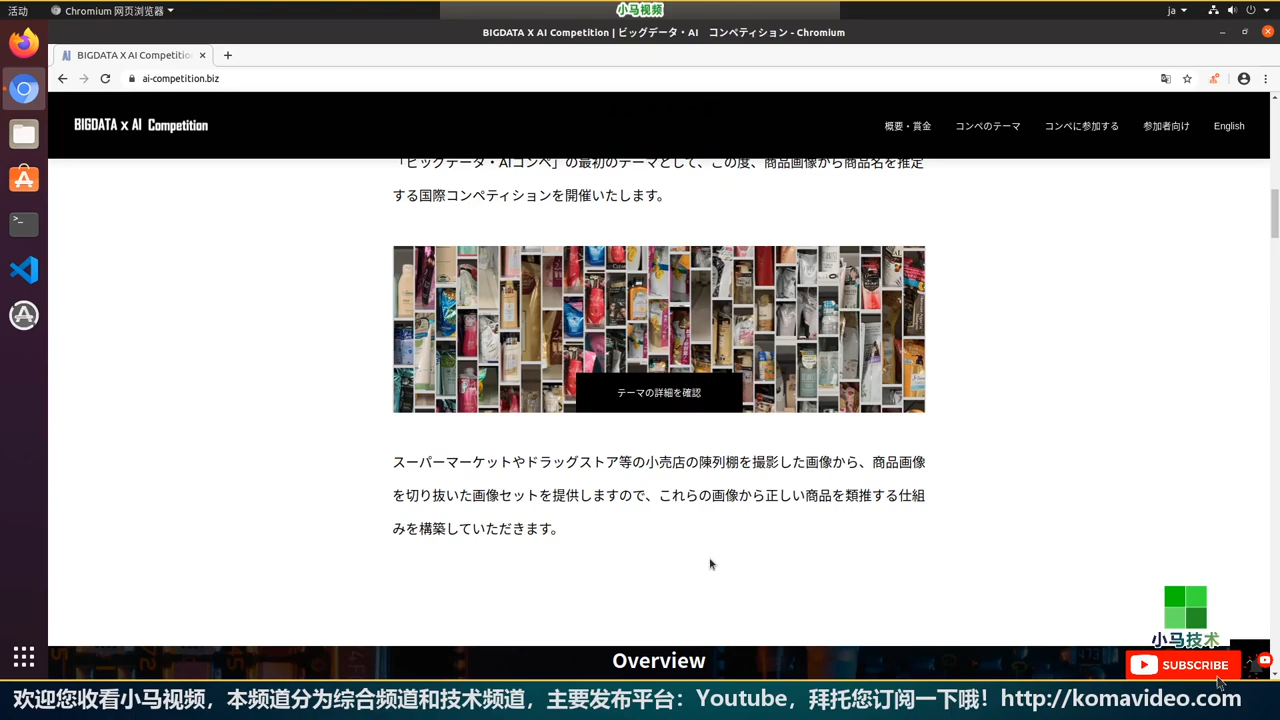 活动
Chromium 网页浏览器
小马视频
ja
BIGDATA X AI Competition | ビッグデータ・AI　コンペティション - Chromium
BIGDATA X AI Competitio
ai-competition.biz
BIGDATA x AI Competition
概要・賞金
コンペのテーマ
コンペに参加する
参加者向け
English
「ビッグデータ・AIコンペ」の最初のテーマとして、この度、商品画像から商品名を推定
する国際コンペティションを開催いたします。
テーマの詳細を確認
スーパーマーケットやドラッグストア等の小売店の陳列棚を撮影した画像から、商品画像
を切り抜いた画像セットを提供しますので、これらの画像から正しい商品を類推する仕組
みを構築していただきます。
小马技术
Overview
SUBSCRIBE
欢迎您收看小马视频，本频道分为综合频道和技术频道，主要发布平台：Youtube，拜托您订阅一下哦！http://komavideo.com